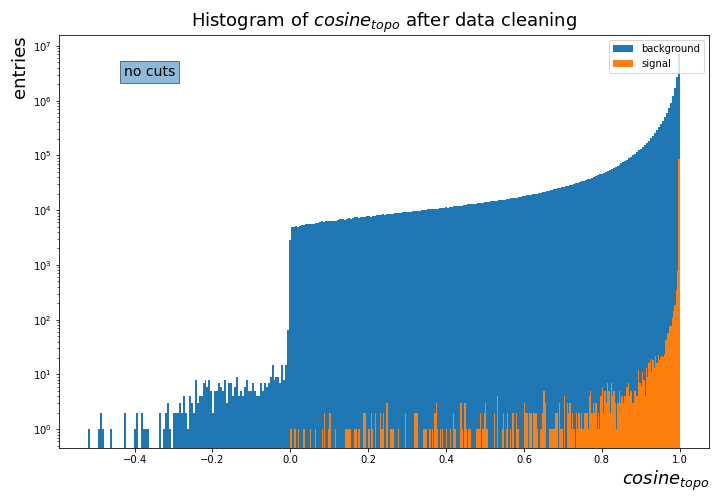 Histogram of cosine_topo after data cleaning
entries
no cuts
background
signal
10^7
10^6
10^5
10^4
10^3
10^2
10^1
10^0
−0.4 −0.2 0.0 0.2 0.4 0.6 0.8 1.0
cosine_topo